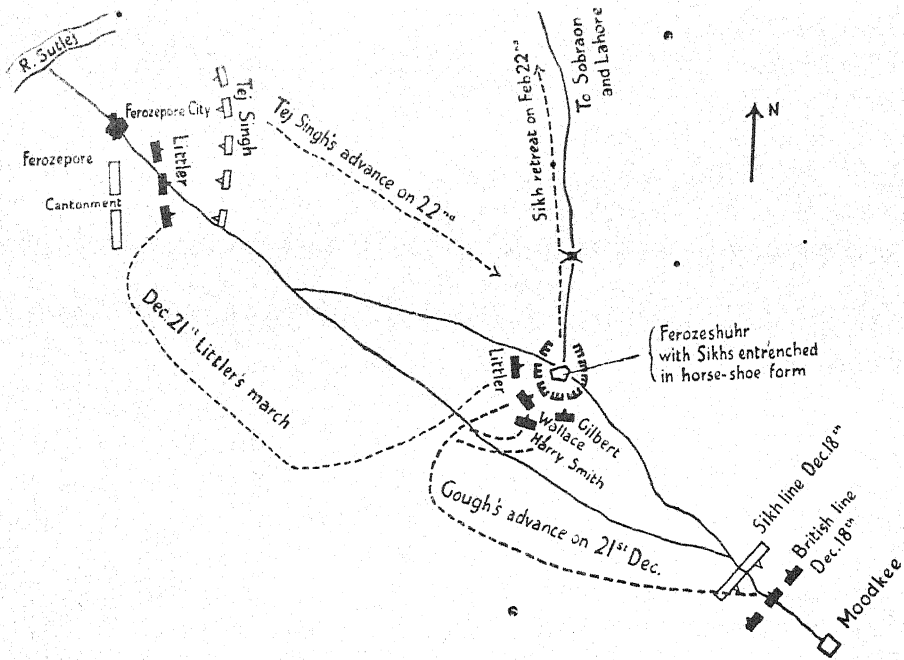 R. Sutlej
Ferozepore City
Tej Singh
Littler
Ferozepore
Cantonment
Tej Singh's advance on 22nd
Sikh retreat on Feb 22nd
To Sobraon
and Lahore
N
Dec. 21st Littler's march
Ferozeshuhr
with Sikhs entrenched
in horse-shoe form
Littler
Wallace
Gilbert
Harry Smith
Gough's advance on 21st Dec.
Sikh line Dec. 18th
British line
Dec. 18th
Moodkee